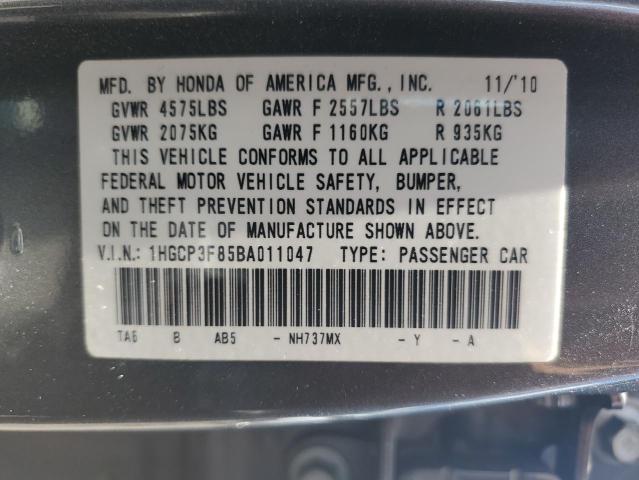 MFD. BY HONDA OF AMERICA MFG., INC. 11/'10
GVWR 4575LBS GAWR F 2557LBS R 2061LBS
GVWR 2075KG GAWR F 1160KG R 935KG
THIS VEHICLE CONFORMS TO ALL APPLICABLE
FEDERAL MOTOR VEHICLE SAFETY, BUMPER,
AND THEFT PREVENTION STANDARDS IN EFFECT
ON THE DATE OF MANUFACTURE SHOWN ABOVE.
V.I.N.: 1HGCP3F85BA011047 TYPE: PASSENGER CAR
TA6 B AB5 - NH737MX - Y - A